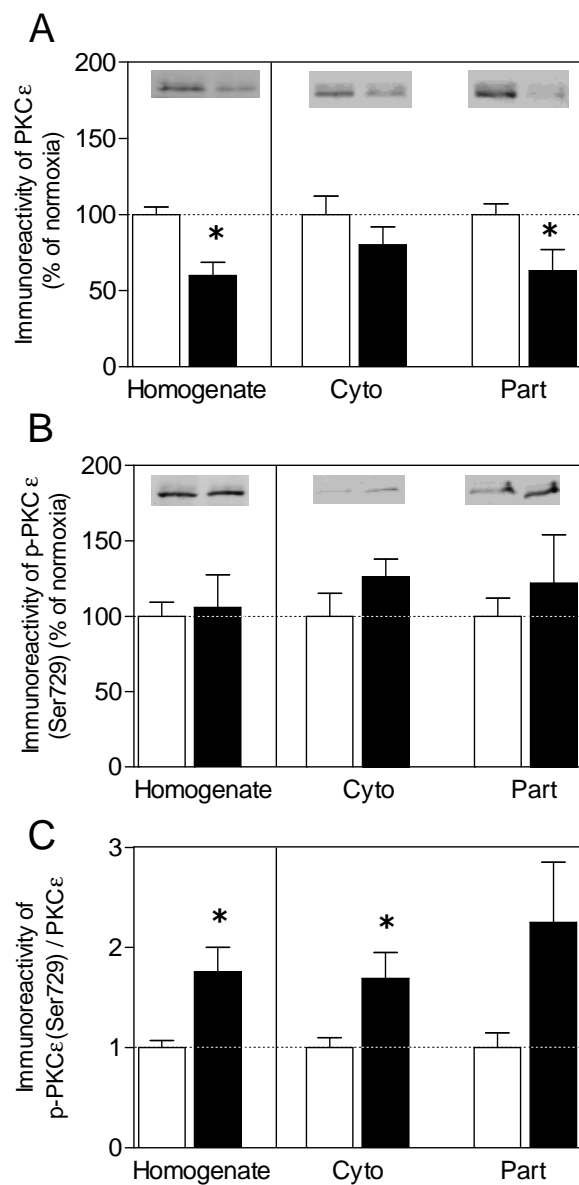 A
Immunoreactivity of PKCε
(% of normoxia)
200
150
100
50
0
*
*
Homogenate Cyto Part
B
Immunoreactivity of p-PKC ε
(Ser729) (% of normoxia)
200
150
100
50
0
Homogenate Cyto Part
C
Immunoreactivity of
p-PKCε(Ser729) / PKCε
3
2
1
0
*
*
Homogenate Cyto Part